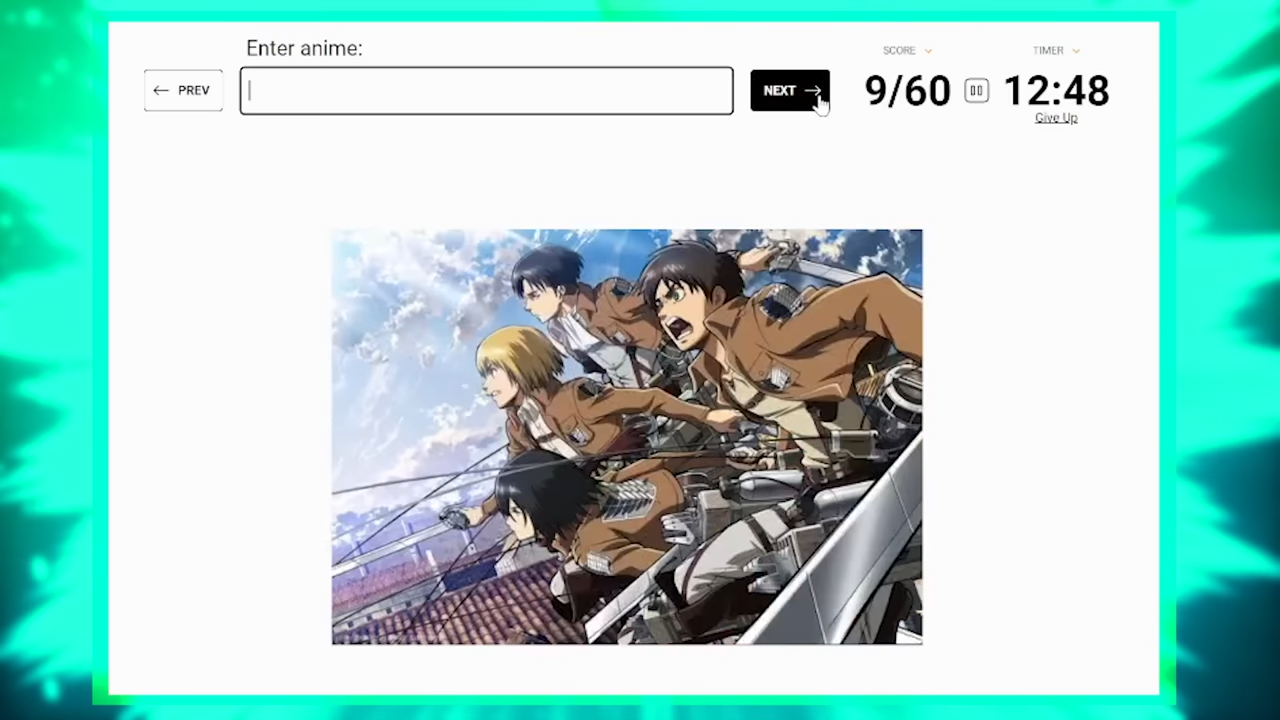 Enter anime:
SCORE
TIMER
← PREV
NEXT →
9/60
12:48
Give Up